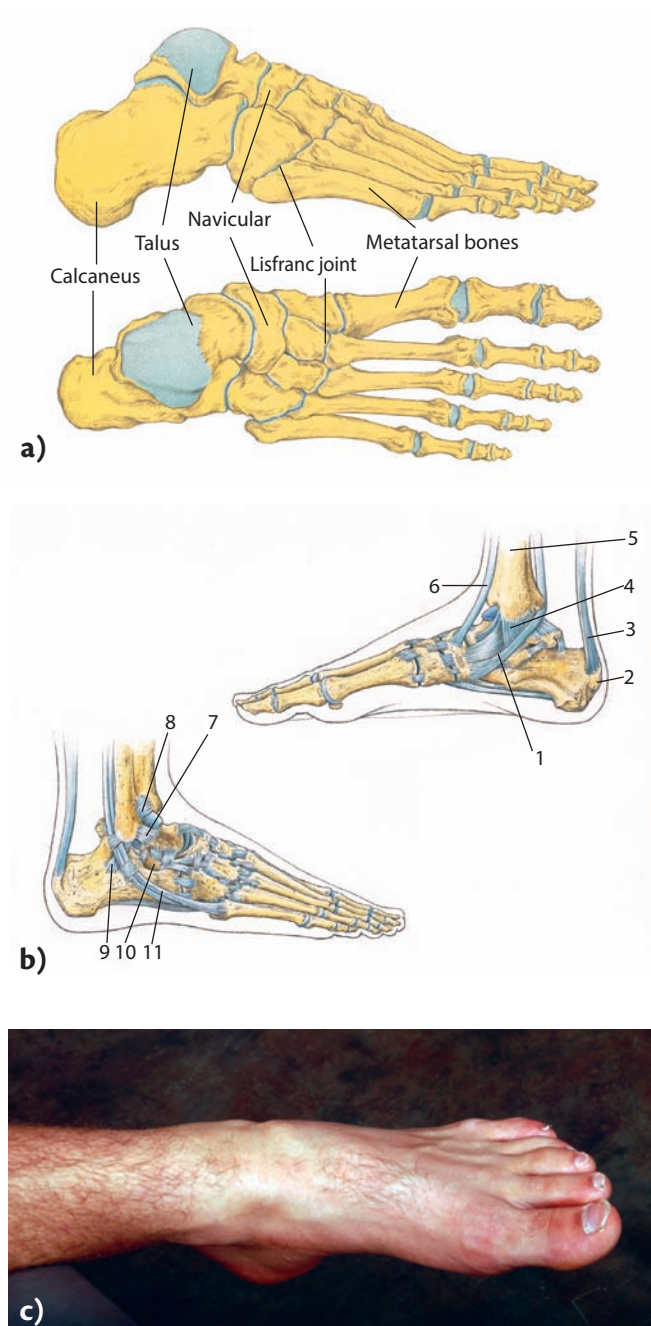 Navicular
Talus
Metatarsal bones
Lisfranc joint
Calcaneus
a)
5
6
4
3
2
1
8 7
9 10 11
b)
c)